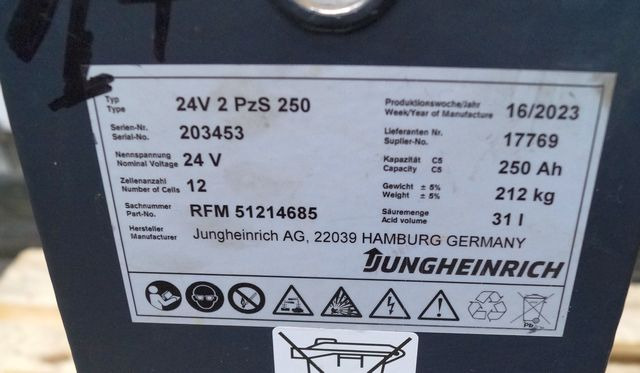 Typ
Type
24V 2 PzS 250
Produktionswoche/Jahr
Week/Year of Manufacture
16/2023
Serien-Nr.
Serial-No.
203453
Lieferanten Nr.
Suplier-No.
17769
Nennspannung
Nominal Voltage
24 V
Kapazität C5
Capacity C5
250 Ah
Zellenanzahl
Number of Cells
12
Gewicht ± 5%
Weight ± 5%
212 kg
Sachnummer
Part-No.
RFM 51214685
Säuremenge
Acid volume
31 l
Hersteller
Manufacturer
Jungheinrich AG, 22039 HAMBURG GERMANY
JUNGHEINRICH
Pb